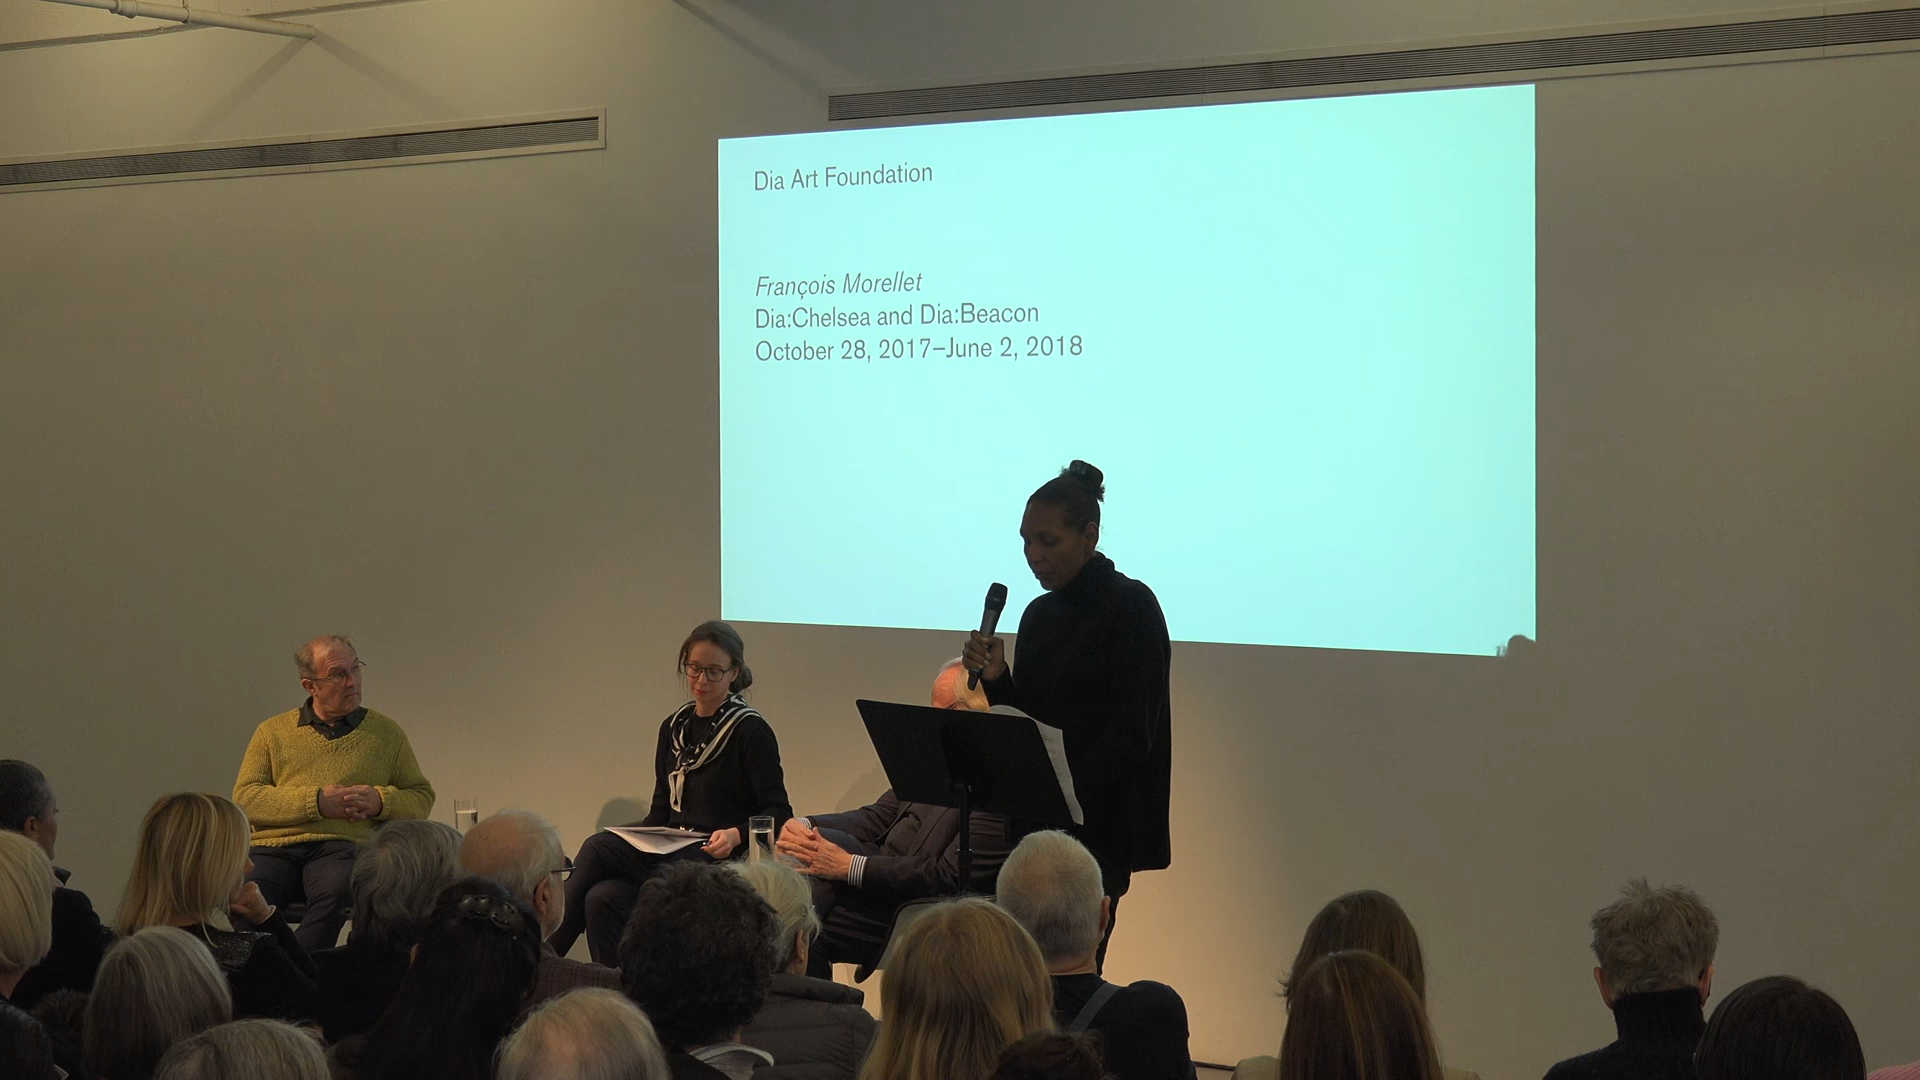 Dia Art Foundation
François Morellet
Dia:Chelsea and Dia:Beacon
October 28, 2017–June 2, 2018